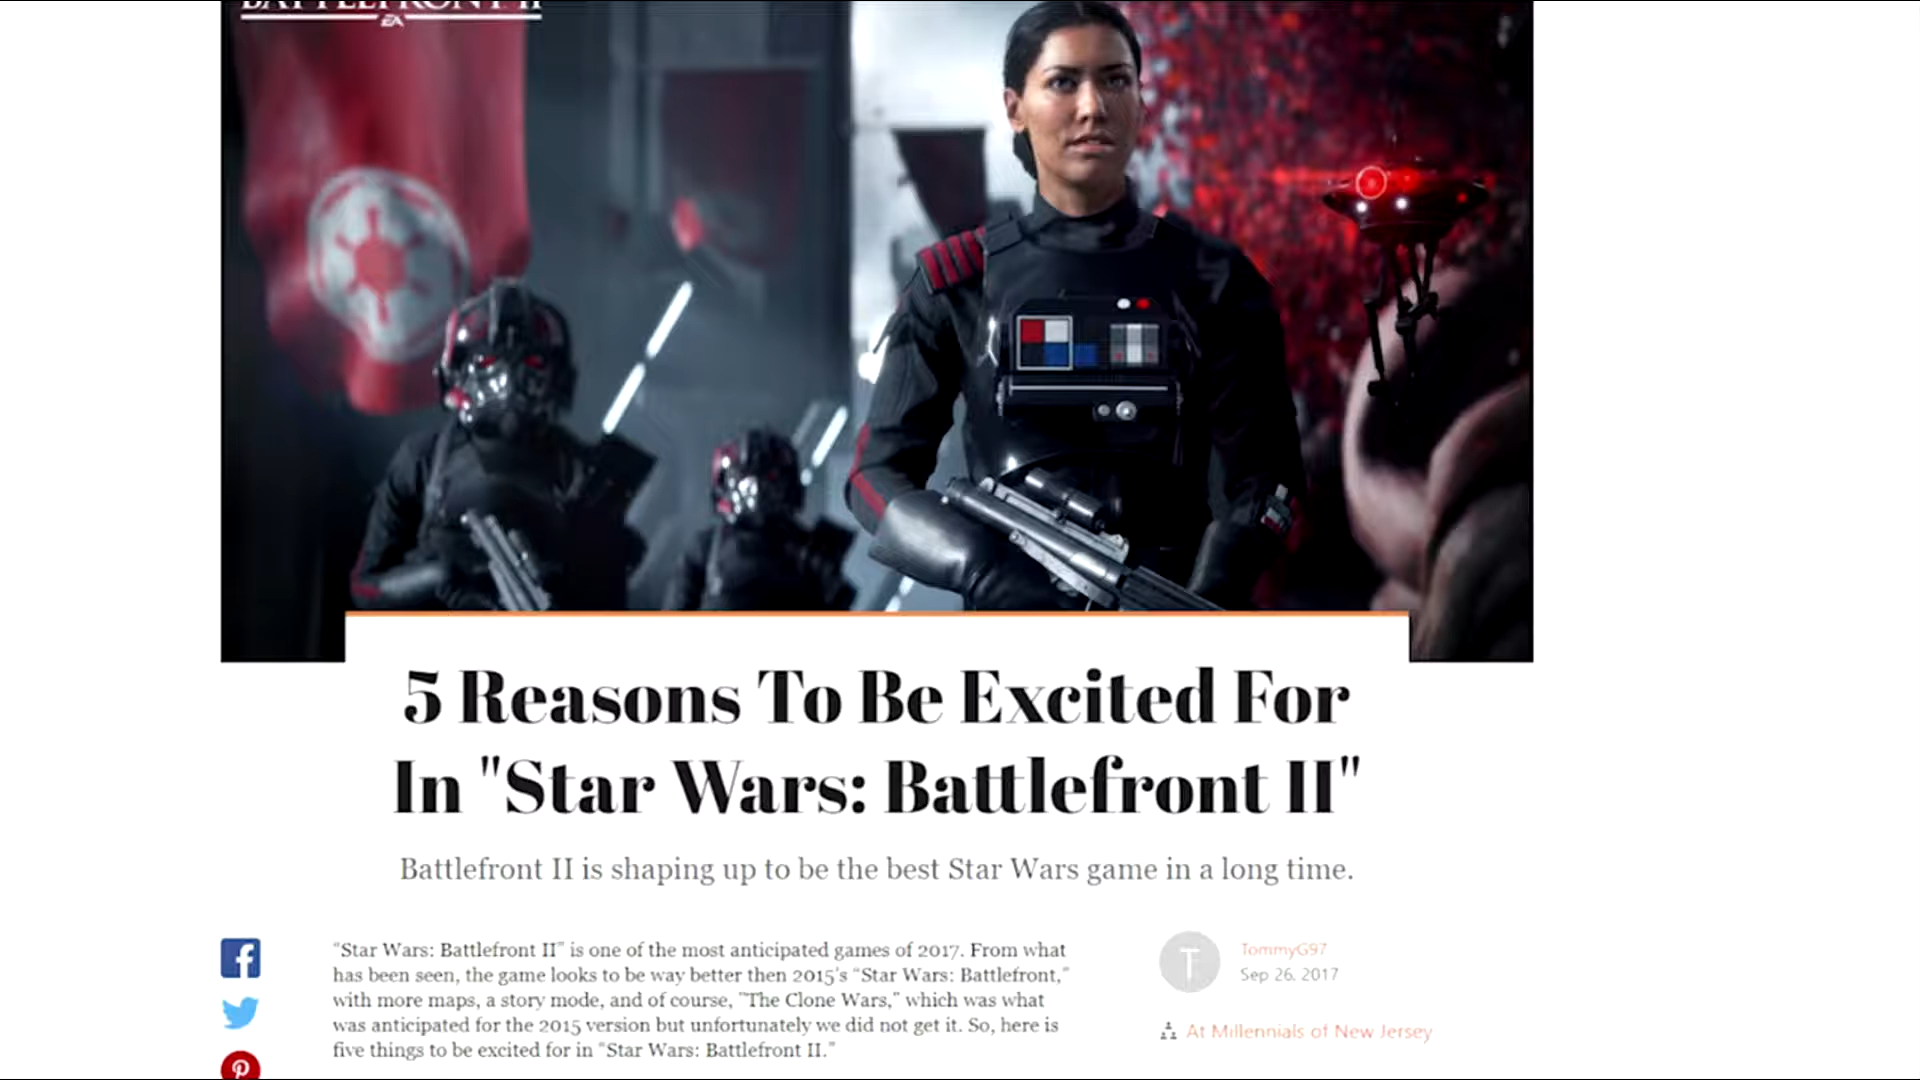 BATTLEFRONT II
EA
5 Reasons To Be Excited For
In "Star Wars: Battlefront II"
Battlefront II is shaping up to be the best Star Wars game in a long time.
"Star Wars: Battlefront II" is one of the most anticipated games of 2017. From what
has been seen, the game looks to be way better then 2015's "Star Wars: Battlefront,"
with more maps, a story mode, and of course, "The Clone Wars," which was what
was anticipated for the 2015 version but unfortunately we did not get it. So, here is
five things to be excited for in "Star Wars: Battlefront II."
T
TommyG97
Sep 26, 2017
At Millennials of New Jersey